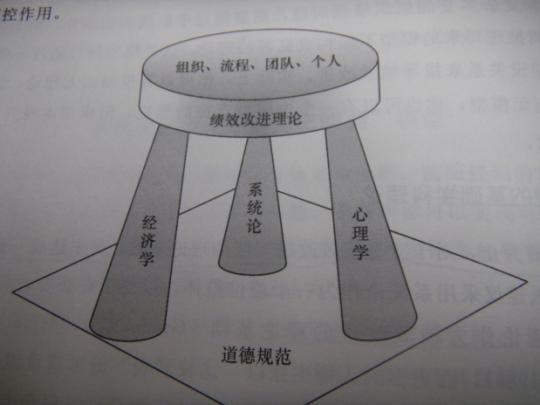 控作用。
组织、流程、团队、个人
绩效改进理论
经济学
系统论
心理学
道德规范